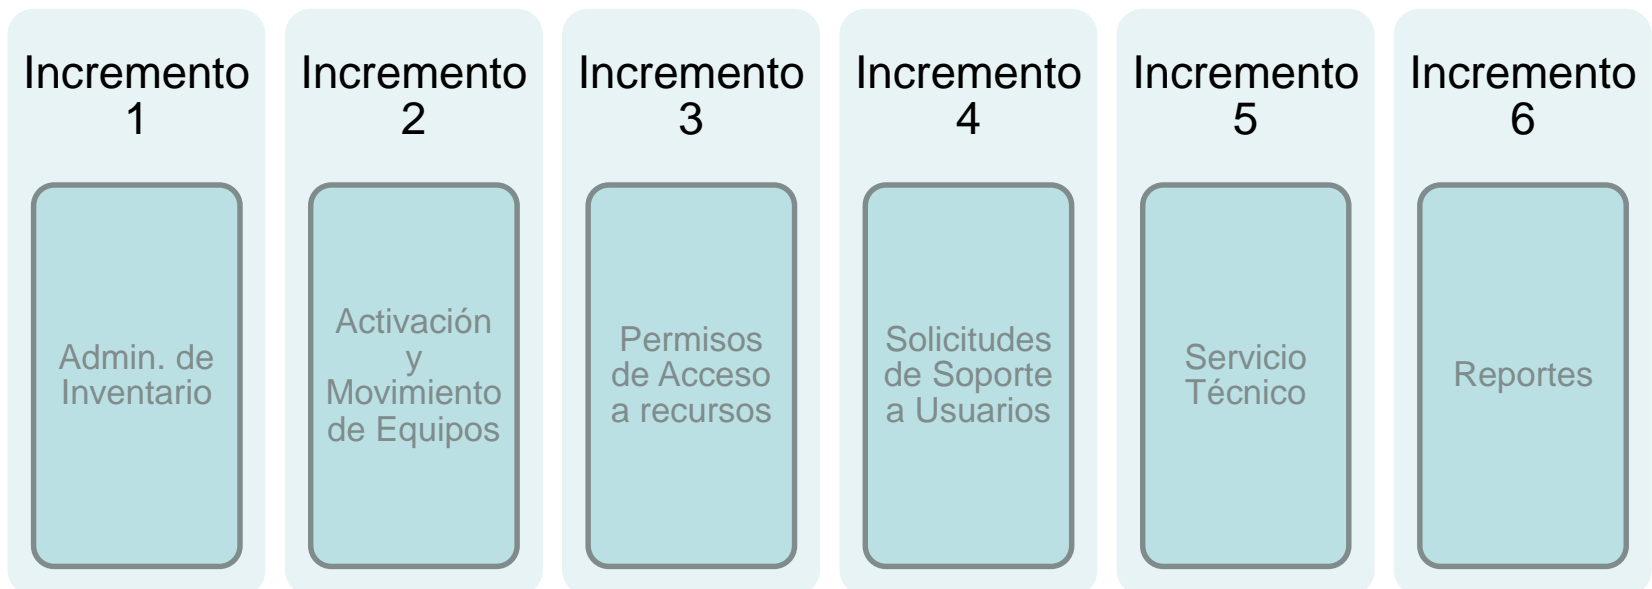 Incremento
1
Admin. de
Inventario
Incremento
2
Activación
y
Movimiento
de Equipos
Incremento
3
Permisos
de Acceso
a recursos
Incremento
4
Solicitudes
de Soporte
a Usuarios
Incremento
5
Servicio
Técnico
Incremento
6
Reportes